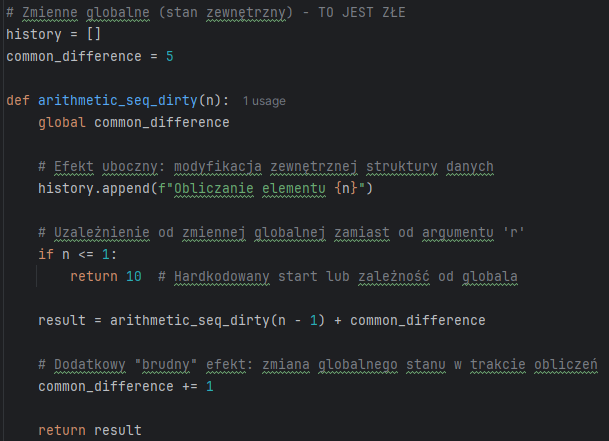 # Zmienne globalne (stan zewnętrzny) - TO JEST ZŁE
history = []
common_difference = 5
def arithmetic_seq_dirty(n): 1 usage
global common_difference
# Efekt uboczny: modyfikacja zewnętrznej struktury danych
history.append(f"Obliczanie elementu {n}")
# Uzależnienie od zmiennej globalnej zamiast od argumentu 'r'
if n <= 1:
return 10  # Hardkodowany start lub zależność od globala
result = arithmetic_seq_dirty(n - 1) + common_difference
# Dodatkowy "brudny" efekt: zmiana globalnego stanu w trakcie obliczeń
common_difference += 1
return result